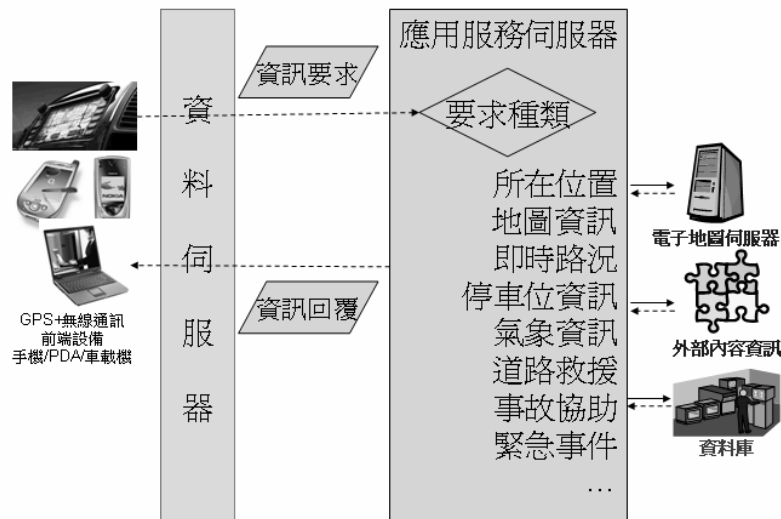 應用服務伺服器
資訊要求
要求種類
資料伺服器
所在位置
地圖資訊
即時路況
停車位資訊
氣象資訊
道路救援
事故協助
緊急事件
…
資訊回覆
NOKIA
GPS+無線通訊
前端設備
手機/PDA/車載機
電子地圖伺服器
外部內容資訊
資料庫